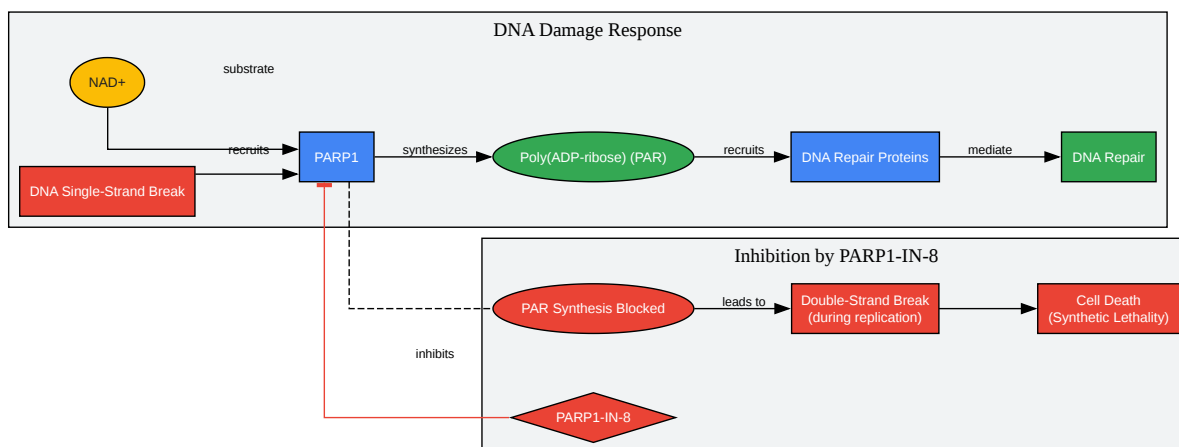 DNA Damage Response
substrate
NAD+
recruits
PARP1
synthesizes
Poly(ADP-ribose) (PAR)
recruits
DNA Repair Proteins
mediate
DNA Repair
DNA Single-Strand Break
Inhibition by PARP1-IN-8
PAR Synthesis Blocked
leads to
Double-Strand Break
(during replication)
Cell Death
(Synthetic Lethality)
inhibits
PARP1-IN-8